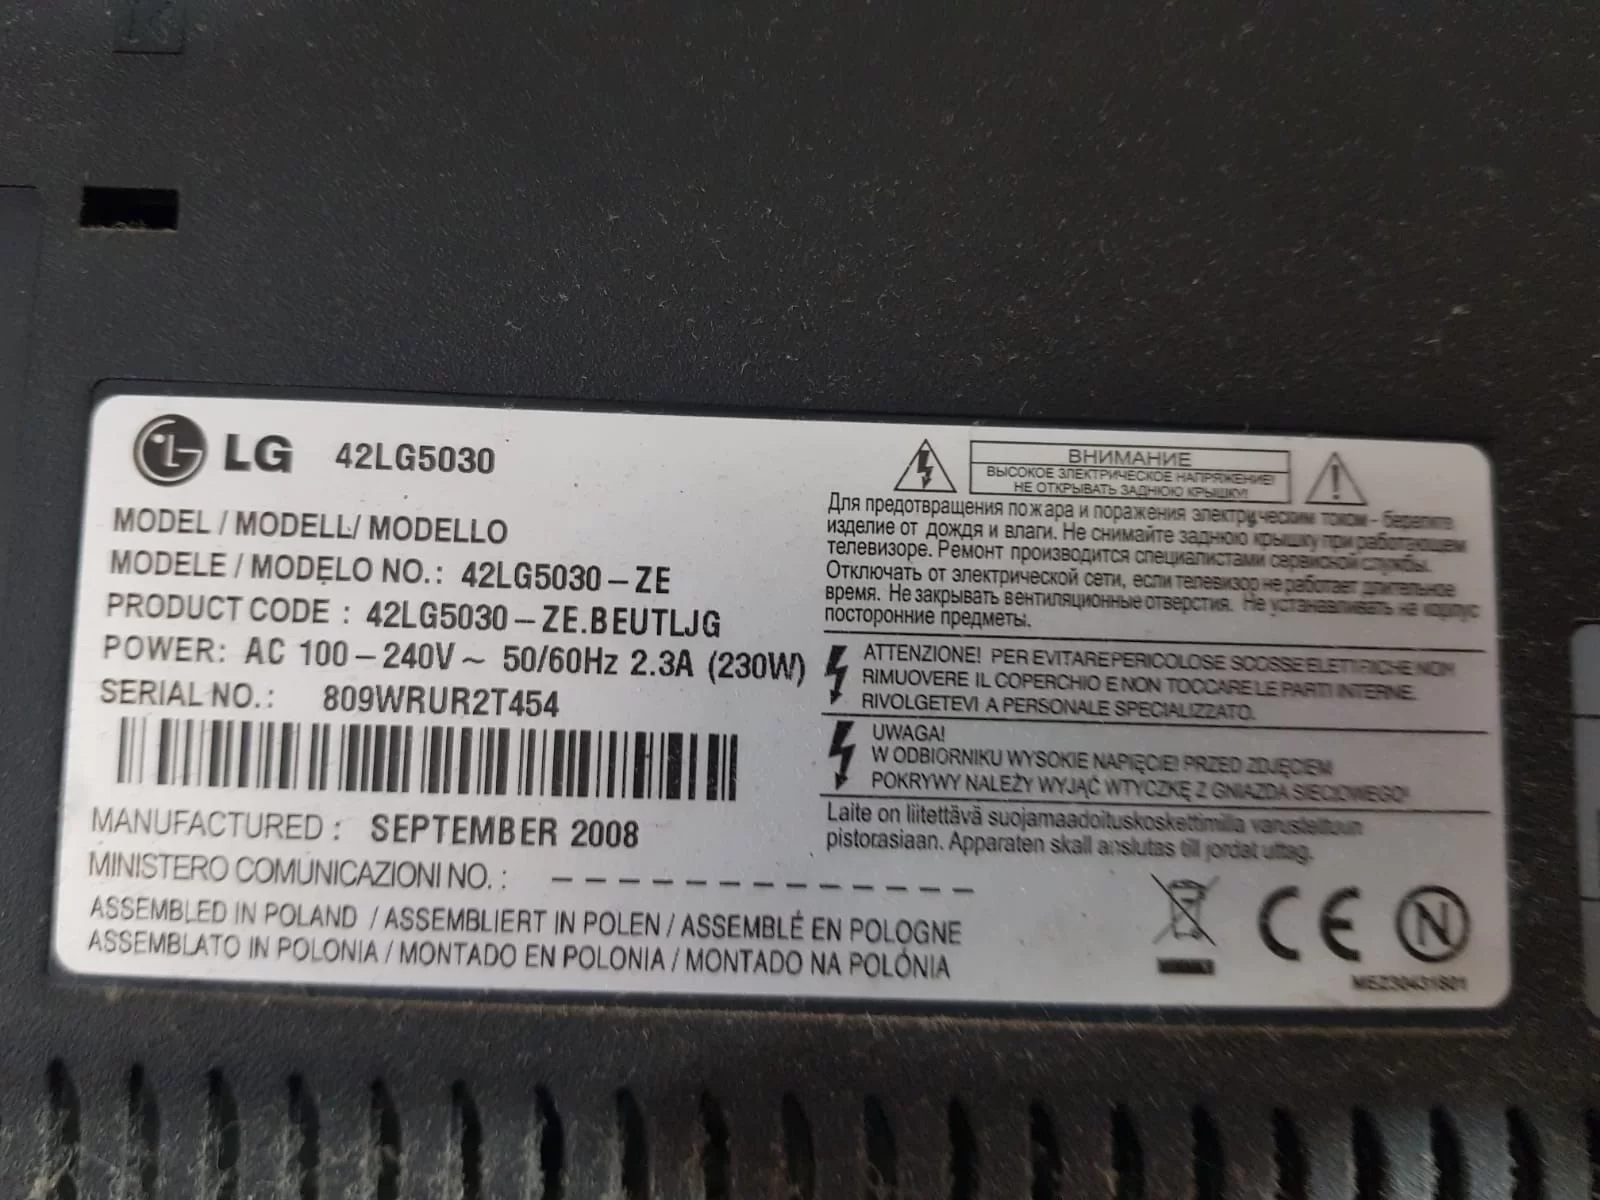 LG 42LG5030
MODEL / MODELL/ MODELLO
MODELE / MODELO NO.: 42LG5030-ZE
PRODUCT CODE : 42LG5030-ZE.BEUTLJG
POWER: AC 100-240V~ 50/60Hz 2.3A (230W)
SERIAL NO.: 809WRUR2T454
MANUFACTURED : SEPTEMBER 2008
MINISTERO COMUNICAZIONI NO. : _ _ _ _ _ _ _ _ _ _ _ _ _
ASSEMBLED IN POLAND / ASSEMBLIERT IN POLEN / ASSEMBLÉ EN POLOGNE
ASSEMBLATO IN POLONIA / MONTADO EN POLONIA / MONTADO NA POLÓNIA
ВНИМАНИЕ
ВЫСОКОЕ ЭЛЕКТРИЧЕСКОЕ НАПРЯЖЕНИЕ!
НЕ ОТКРЫВАТЬ ЗАДНЮЮ КРЫШКУ!
Для предотвращения пожара и поражения электрическим током - берегите
изделие от дождя и влаги. Не снимайте заднюю крышку при работающем
телевизоре. Ремонт производится специалистами сервисной службы.
Отключать от электрической сети, если телевизор не работает длительное
время. Не закрывать вентиляционные отверстия. Не устанавливать на корпус
посторонние предметы.
ATTENZIONE! PER EVITARE PERICOLOSE SCOSSE ELETTRICHE NON
RIMUOVERE IL COPERCHIO E NON TOCCARE LE PARTI INTERNE.
RIVOLGETEVI A PERSONALE SPECIALIZZATO.
UWAGA!
W ODBIORNIKU WYSOKIE NAPIĘCIE! PRZED ZDJĘCIEM
POKRYWY NALEŻY WYJĄĆ WTYCZKĘ Z GNIAZDA SIECIOWEGO!
Laite on liitettävä suojamaadoituskoskettimilla varustettuun
pistorasiaan. Apparaten skall anslutas till jordat uttag.
CE N
MEZ30431601